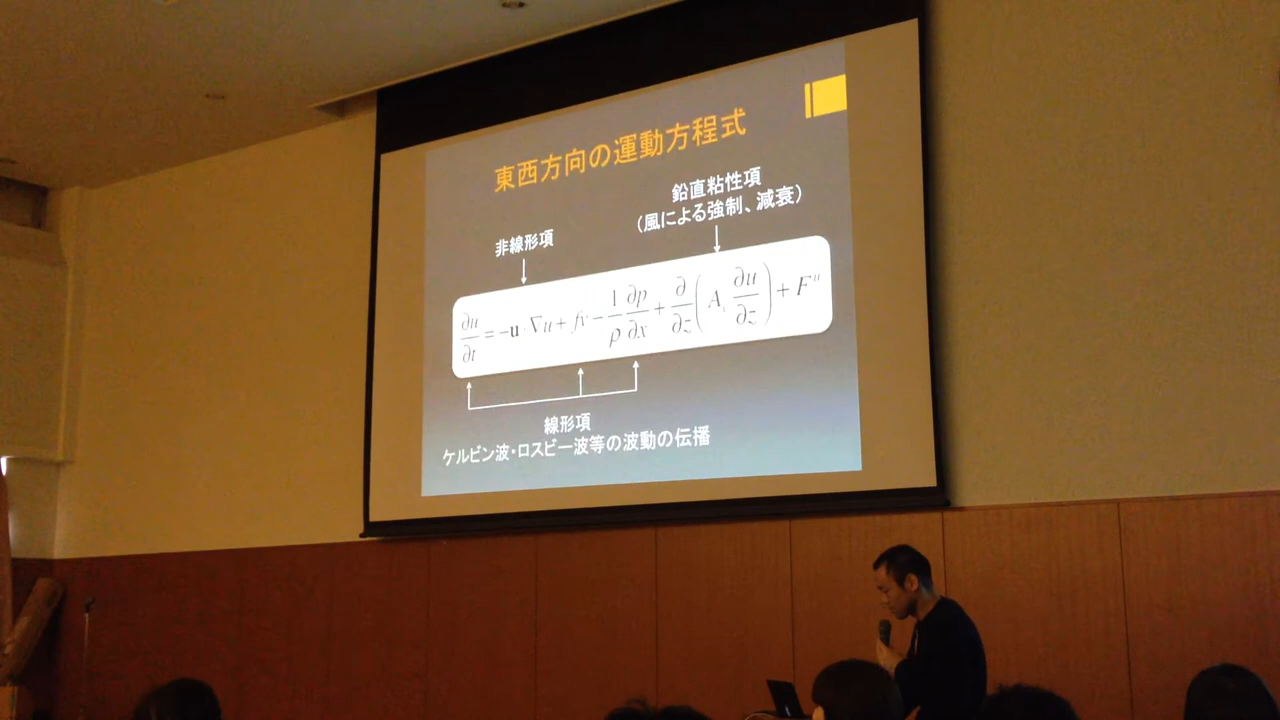 東西方向の運動方程式
鉛直粘性項
(風による強制、減衰)
非線形項
∂u/∂t = −u·∇u + fv − 1/ρ ∂p/∂x + ∂/∂z (A ∂u/∂z) + Fᵘ
線形項
ケルビン波・ロスビー波等の波動の伝播